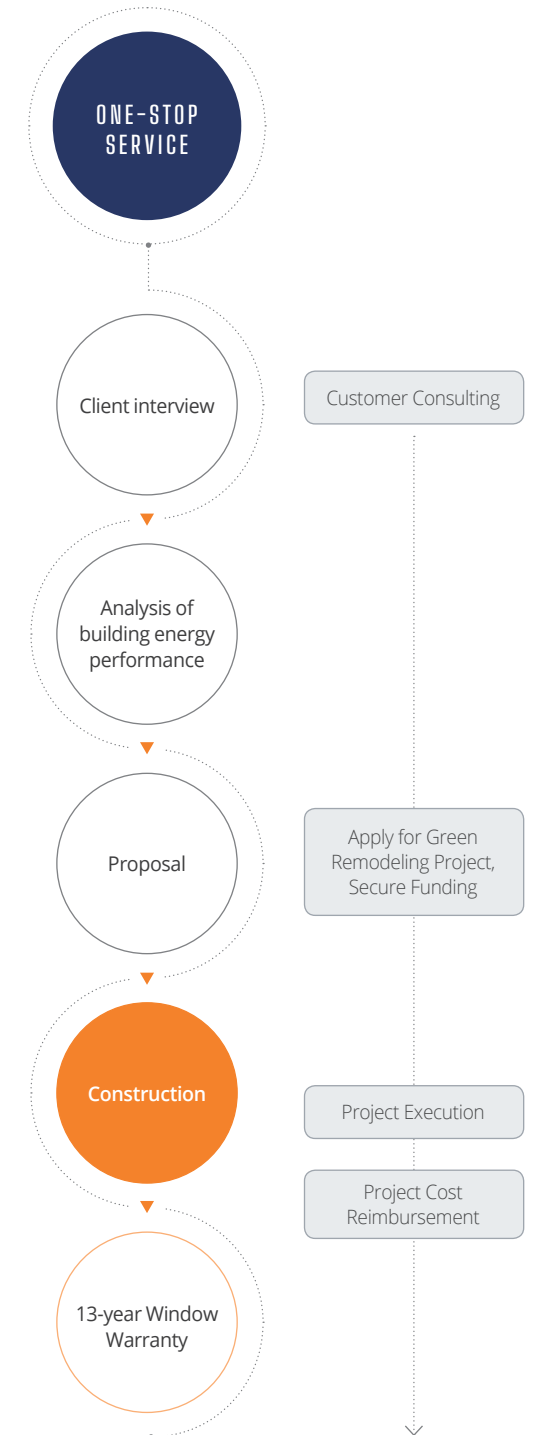 ONE-STOP
SERVICE
Client interview
Customer Consulting
Analysis of
building energy
performance
Proposal
Apply for Green
Remodeling Project,
Secure Funding
Construction
Project Execution
Project Cost
Reimbursement
13-year Window
Warranty